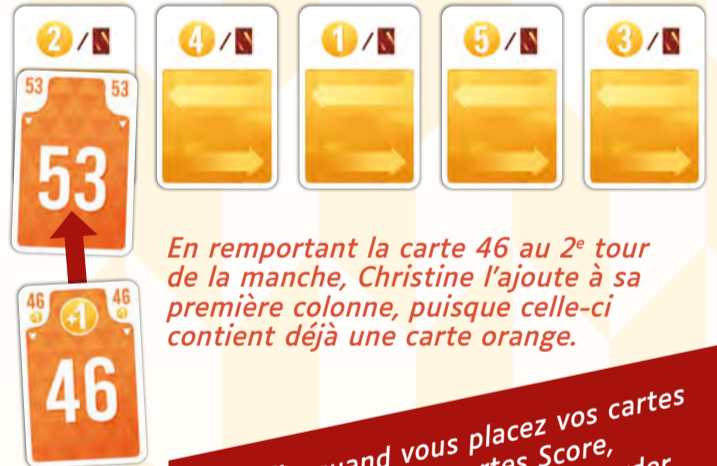 2 / 4 / 1 / 5 / 3 /
53 53
53
46 46
+1 +1
+1
46
En remportant la carte 46 au 2e tour
de la manche, Christine l'ajoute à sa
première colonne, puisque celle-ci
contient déjà une carte orange.
quand vous placez vos cartes
Score,